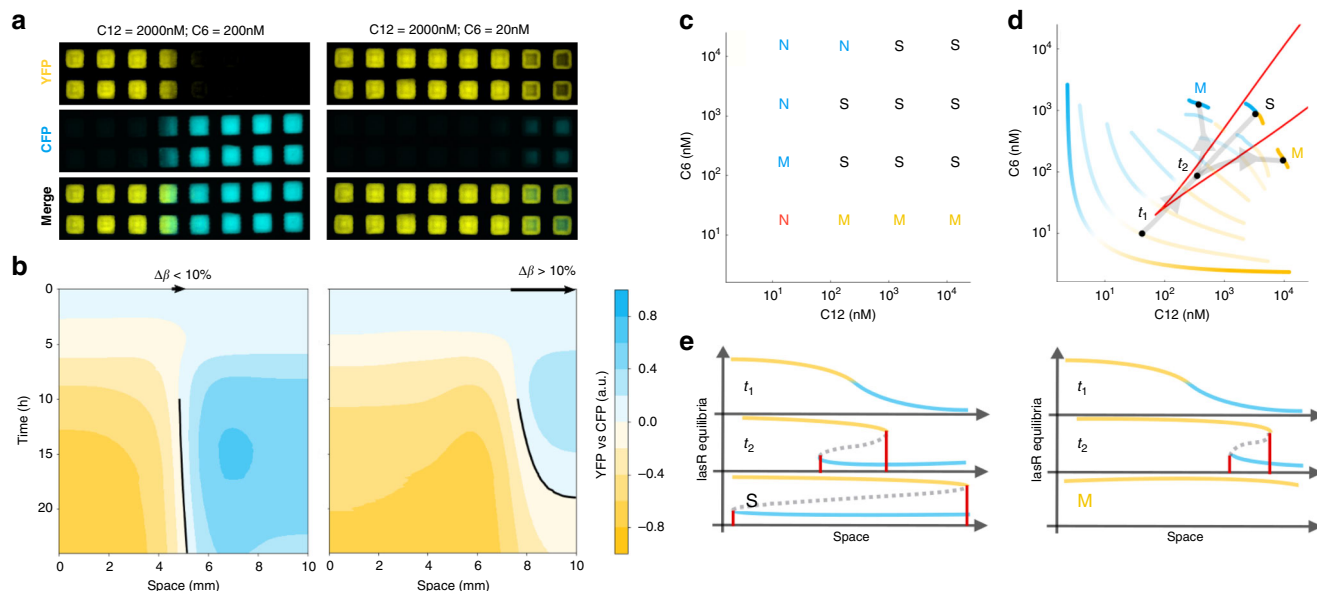 a
C12 = 2000nM; C6 = 200nM
C12 = 2000nM; C6 = 20nM
YFP
CFP
Merge
b
Δβ < 10%
Δβ > 10%
0
5
10
15
20
Time (h)
0 2 4 6 8 10
Space (mm)
0 2 4 6 8 10
Space (mm)
0.8
0.4
0.0
−0.4
−0.8
YFP vs CFP (a.u.)
c
10⁴
10³
10²
10¹
C6 (nM)
N N S S
N S S S
M S S S
N M M M
10¹ 10² 10³ 10⁴
C12 (nM)
d
10⁴
10³
10²
10¹
C6 (nM)
M
S
M
t₂
t₁
10¹ 10² 10³ 10⁴
C12 (nM)
e
lasR equilibria
t₁
t₂
S
Space
lasR equilibria
t₁
t₂
M
Space